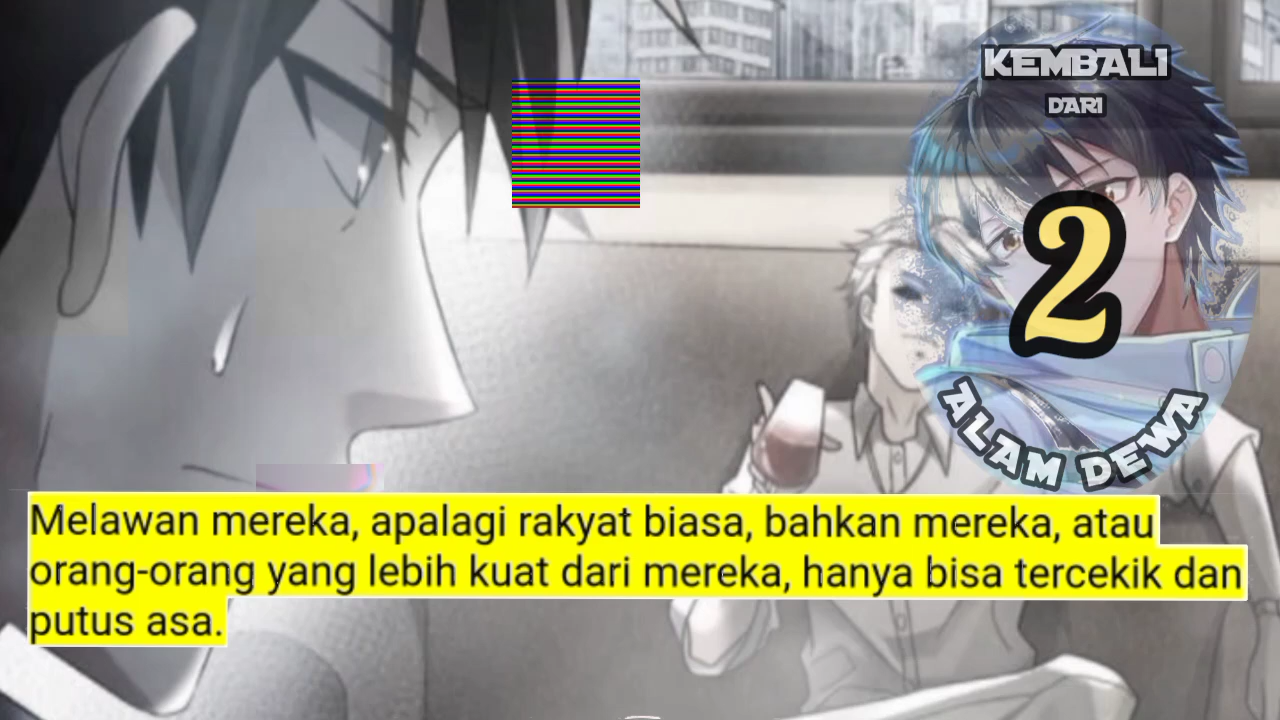 KEMBALI
DARI
2
ALAM DEWA
Melawan mereka, apalagi rakyat biasa, bahkan mereka, atau
orang-orang yang lebih kuat dari mereka, hanya bisa tercekik dan
putus asa.